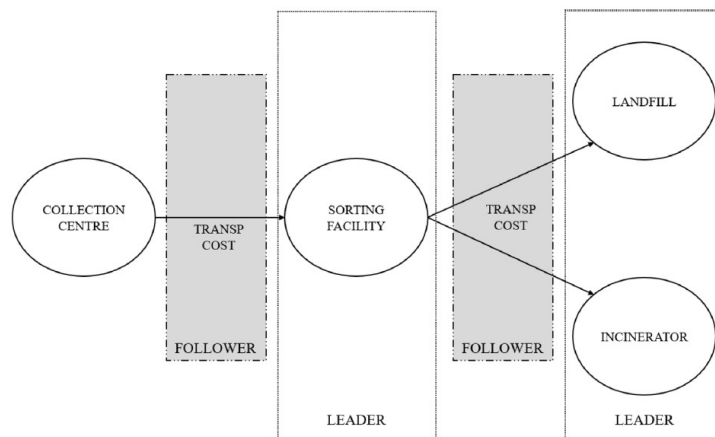 COLLECTION
CENTRE
TRANSP
COST
FOLLOWER
SORTING
FACILITY
LEADER
TRANSP
COST
FOLLOWER
LANDFILL
INCINERATOR
LEADER